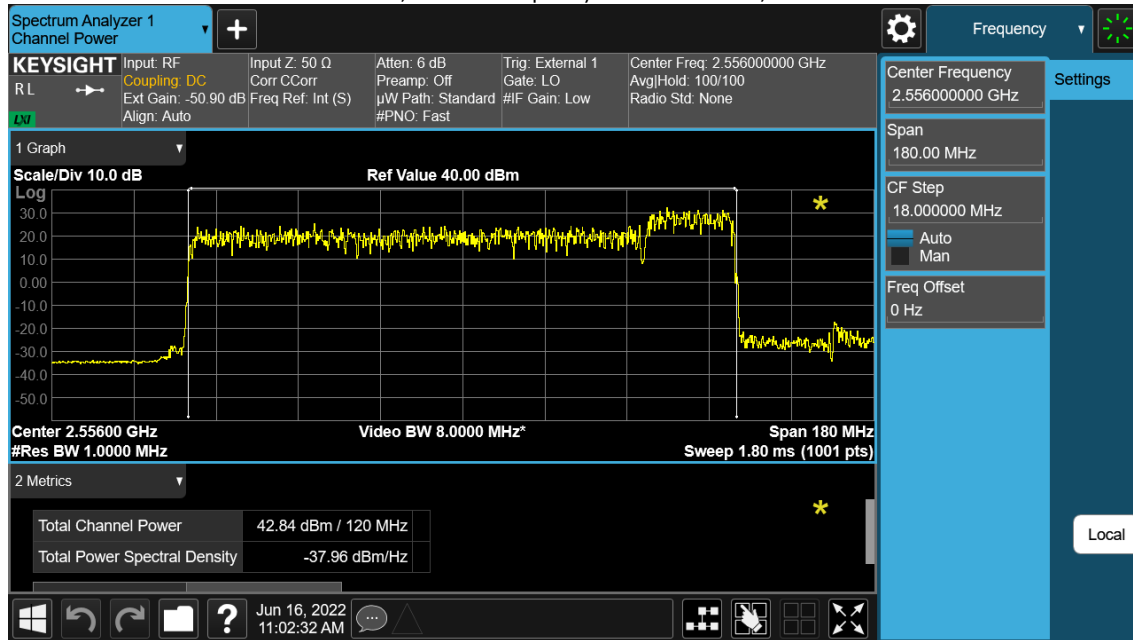 Spectrum Analyzer 1
Channel Power
Frequency
KEYSIGHT
R L
LXI
Input: RF
Coupling: DC
Ext Gain: -50.90 dB
Align: Auto
Input Z: 50 Ω
Corr CCorr
Freq Ref: Int (S)
Atten: 6 dB
Preamp: Off
µW Path: Standard
#PNO: Fast
Trig: External 1
Gate: LO
#IF Gain: Low
Center Freq: 2.556000000 GHz
Avg|Hold: 100/100
Radio Std: None
Center Frequency
2.556000000 GHz
Settings
Span
180.00 MHz
CF Step
18.000000 MHz
Auto
Man
Freq Offset
0 Hz
1 Graph
Scale/Div 10.0 dB
Ref Value 40.00 dBm
Log
30.0
20.0
10.0
0.00
-10.0
-20.0
-30.0
-40.0
-50.0
Center 2.55600 GHz
Video BW 8.0000 MHz*
Span 180 MHz
#Res BW 1.0000 MHz
Sweep 1.80 ms (1001 pts)
2 Metrics
Total Channel Power 42.84 dBm / 120 MHz
Total Power Spectral Density -37.96 dBm/Hz
Local
Jun 16, 2022
11:02:32 AM